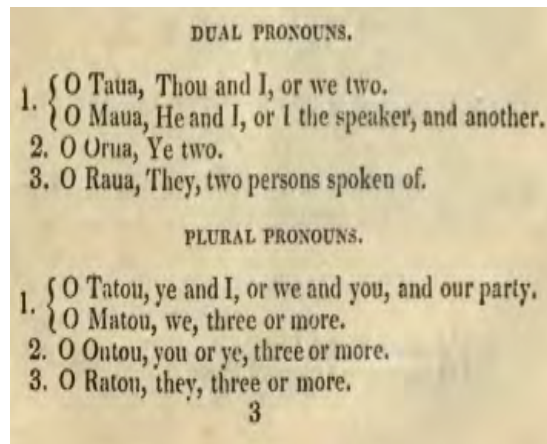 DUAL PRONOUNS.
1. { O Taua, Thou and I, or we two.
{ O Maua, He and I, or I the speaker, and another.
2. O Orua, Ye two.
3. O Raua, They, two persons spoken of.
PLURAL PRONOUNS.
1. { O Tatou, ye and I, or we and you, and our party.
{ O Matou, we, three or more.
2. O Outou, you or ye, three or more.
3. O Ratou, they, three or more.
3